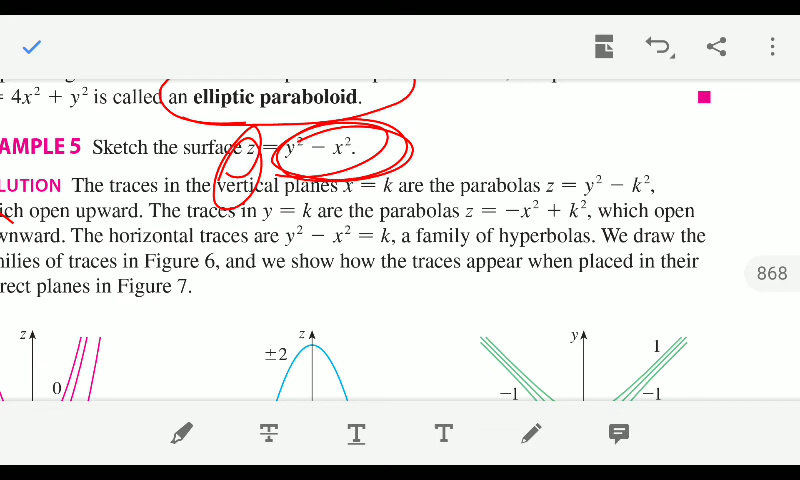 = 4x² + y² is called an elliptic paraboloid.
AMPLE 5 Sketch the surface z = y² − x².
LUTION The traces in the vertical planes x = k are the parabolas z = y² − k²,
ich open upward. The traces in y = k are the parabolas z = −x² + k², which open
wnward. The horizontal traces are y² − x² = k, a family of hyperbolas. We draw the
nilies of traces in Figure 6, and we show how the traces appear when placed in their
rect planes in Figure 7.
868
z
0
z
±2
y
1
−1
−1
T
T
T